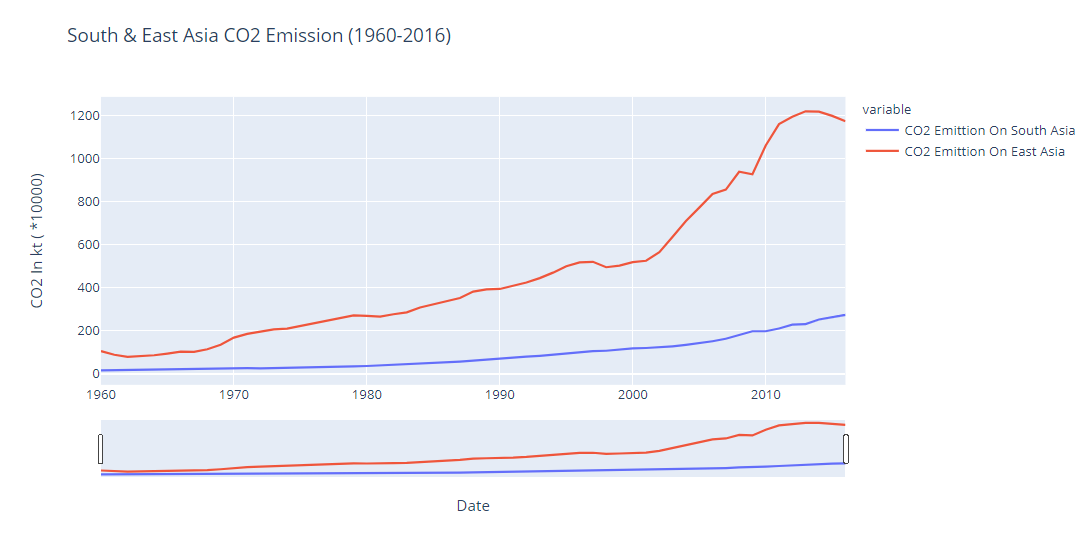 South & East Asia CO2 Emission (1960-2016)
variable
CO2 Emittion On South Asia
CO2 Emittion On East Asia
CO2 In kt ( *10000)
1200
1000
800
600
400
200
0
1960 1970 1980 1990 2000 2010
Date